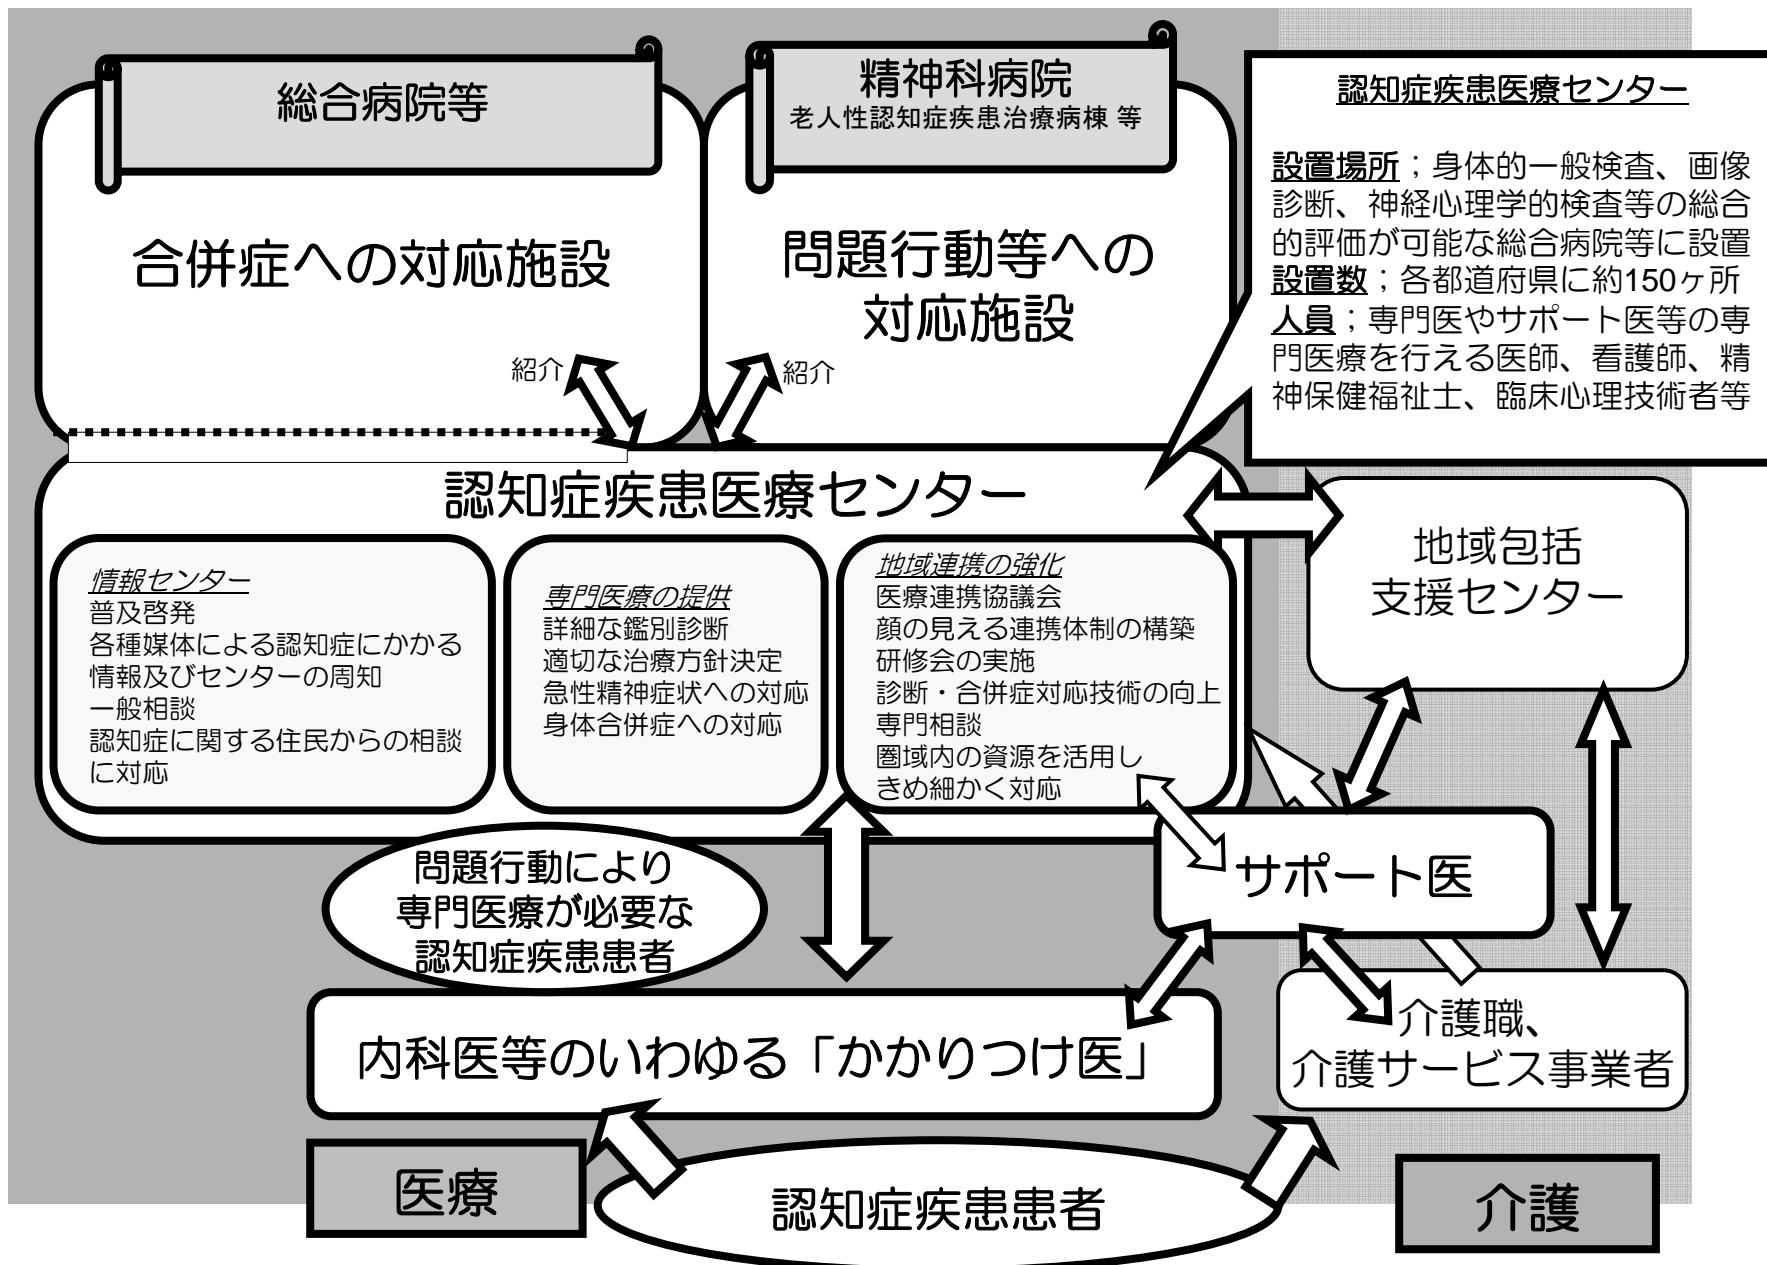 総合病院等
精神科病院
老人性認知症疾患治療病棟 等
合併症への対応施設
問題行動等への
対応施設
紹介
紹介
認知症疾患医療センター
設置場所；身体的一般検査、画像
診断、神経心理学的検査等の総合
的評価が可能な総合病院等に設置
設置数；各都道府県に約150ヶ所
人員；専門医やサポート医等の専
門医療を行える医師、看護師、精
神保健福祉士、臨床心理技術者等
認知症疾患医療センター
情報センター
普及啓発
各種媒体による認知症にかかる
情報及びセンターの周知
一般相談
認知症に関する住民からの相談
に対応
専門医療の提供
詳細な鑑別診断
適切な治療方針決定
急性精神症状への対応
身体合併症への対応
地域連携の強化
医療連携協議会
顔の見える連携体制の構築
研修会の実施
診断・合併症対応技術の向上
専門相談
圏域内の資源を活用し
きめ細かく対応
地域包括
支援センター
問題行動により
専門医療が必要な
認知症疾患患者
サポート医
内科医等のいわゆる「かかりつけ医」
介護職、
介護サービス事業者
医療
認知症疾患患者
介護